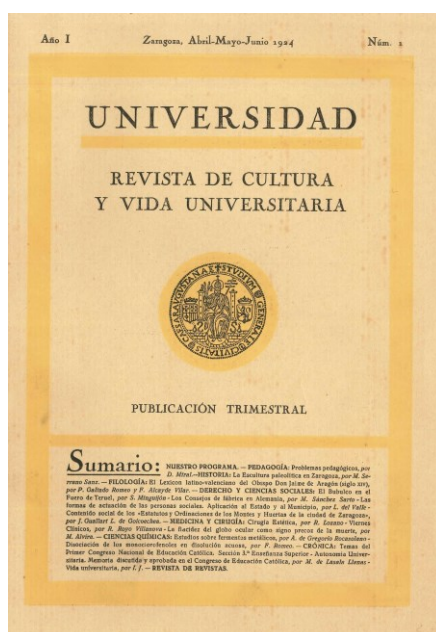 Año I
Zaragoza, Abril-Mayo-Junio 1924
Núm. 1
UNIVERSIDAD
REVISTA DE CULTURA
Y VIDA UNIVERSITARIA
PUBLICACIÓN TRIMESTRAL
Sumario: NUESTRO PROGRAMA. — PEDAGOGÍA: Problemas pedagógicos, por
D. Miral.—HISTORIA: La Escultura paleolítica en Zaragoza, por M. Se-
rrano Sanz. — FILOLOGÍA: El Lexicon latino-valenciano del Obispo Don Jaime de Aragón (siglo XIV),
por P. Galindo Romeo y F. Alcayde Vilar. — DERECHO Y CIENCIAS SOCIALES: El Babulco en el
Fuero de Teruel, por S. Minguijón - Los Consejos de fábrica en Alemania, por M. Sánchez Sarto - Las
formas de actuación de las personas sociales. Aplicación al Estado y al Municipio, por L. del Valle -
Contenido social de los «Estatutos y Ordinaciones de los Montes y Huertas de la ciudad de Zaragoza»,
por J. Guallart L. de Goicoechea. — MEDICINA Y CIRUGÍA: Cirugía Estética, por R. Lozano - Viernes
Clínicos, por R. Royo Villanova - La flacidez del globo ocular como signo precoz de la muerte, por
M. Alvira. — CIENCIAS QUÍMICAS: Estudios sobre fermentos metálicos, por A. de Gregorio Rocasolano -
Disociación de los en disolución acuosa, por F. Romeo. — CRÓNICA: Temas del
Primer Congreso Nacional de Educación Católica. Sección 3.ª Enseñanza Superior - Autonomía Univer-
sitaria. Memoria discutida y aprobada en el Congreso de Educación Católica, por M. de Lasala Llanas -
Vida universitaria, por I. J. — REVISTA DE REVISTAS.